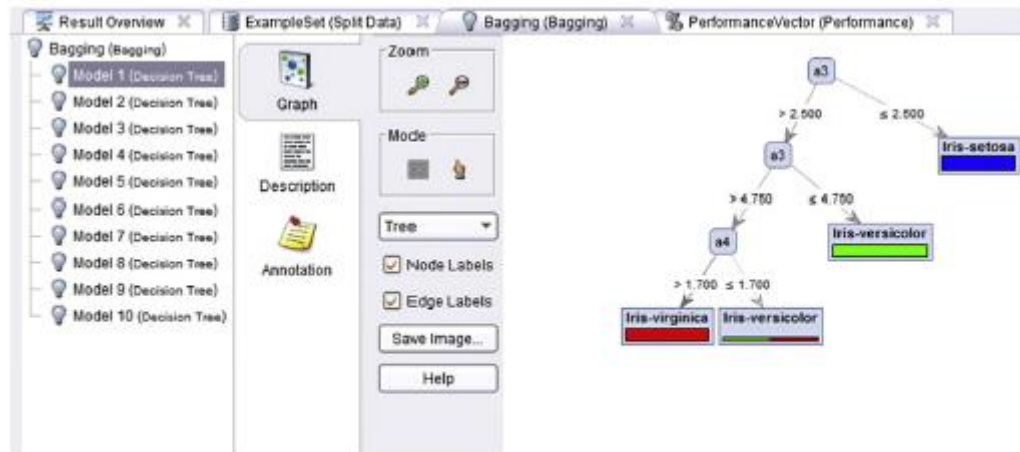 Result Overview
ExampleSet (Split Data)
Bagging (Bagging)
PerformanceVector (Performance)
Bagging (Bagging)
Model 1 (Decision Tree)
Model 2 (Decision Tree)
Model 3 (Decision Tree)
Model 4 (Decision Tree)
Model 5 (Decision Tree)
Model 6 (Decision Tree)
Model 7 (Decision Tree)
Model 8 (Decision Tree)
Model 9 (Decision Tree)
Model 10 (Decision Tree)
Graph
Description
Annotation
Zoom
Mode
Tree
Node Labels
Edge Labels
Save Image...
Help
a3
> 2.500 ≤ 2.500
a3
Iris-setosa
> 4.750 ≤ 4.750
a4
Iris-versicolor
> 1.700 ≤ 1.700
Iris-virginica
Iris-versicolor